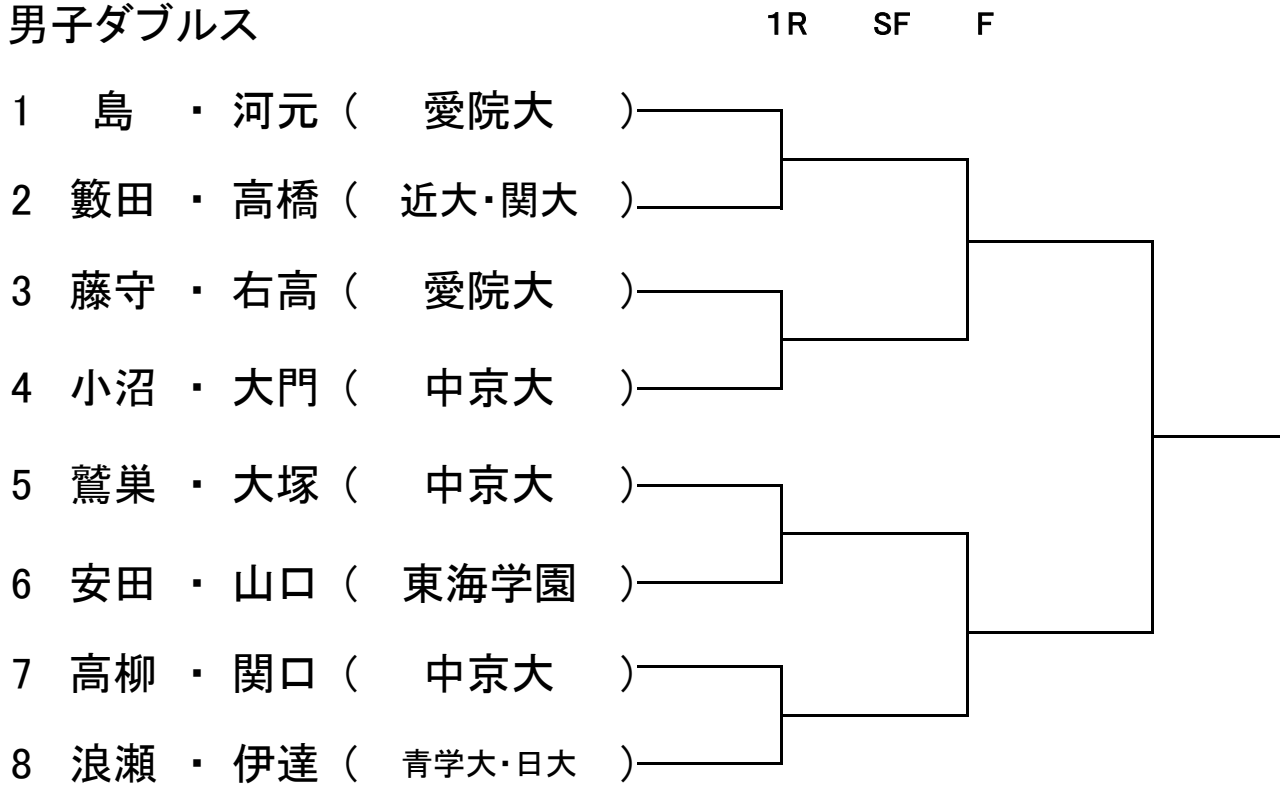 男子ダブルス 1R SF F
1 島 ・ 河元 ( 愛院大 )
2 籔田 ・ 高橋 ( 近大・関大 )
3 藤守 ・ 右高 ( 愛院大 )
4 小沼 ・ 大門 ( 中京大 )
5 鷲巣 ・ 大塚 ( 中京大 )
6 安田 ・ 山口 ( 東海学園 )
7 高柳 ・ 関口 ( 中京大 )
8 浪瀬 ・ 伊達 ( 青学大・日大 )